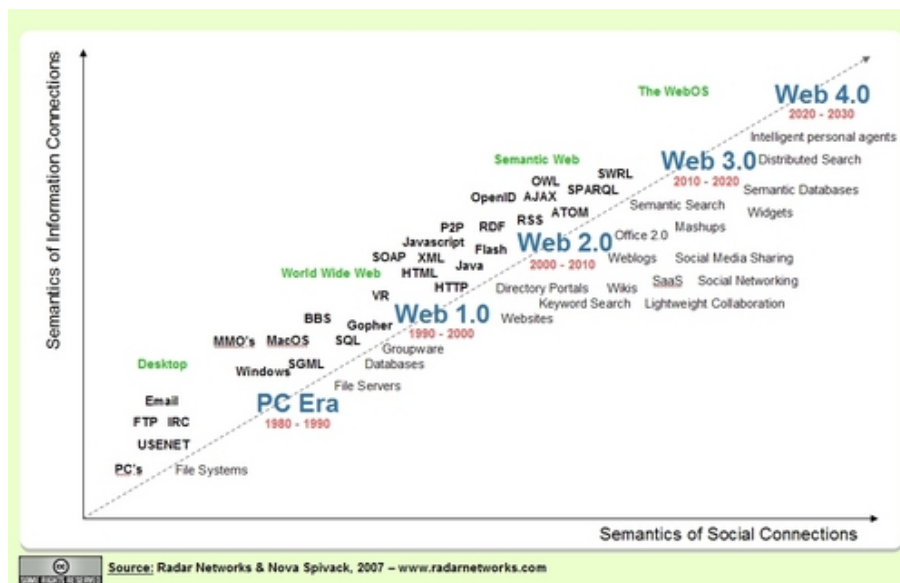 Semantics of Information Connections
The WebOS
Web 4.0
2020 - 2030
Intelligent personal agents
Semantic Web
Web 3.0 Distributed Search
2010 - 2020
SWRL
OWL
SPARQL
Semantic Databases
OpenID AJAX
Semantic Search
Widgets
ATOM
RSS
P2P RDF
Mashups
Office 2.0
Javascript
Web 2.0
Flash
2000 - 2010
SOAP XML
Weblogs Social Media Sharing
Java
World Wide Web
HTML
SaaS Social Networking
HTTP
Directory Portals Wikis
VR
Keyword Search Lightweight Collaboration
Web 1.0
1990 - 2000
Websites
BBS
Gopher
MMO's MacOS
SQL
Groupware
Desktop
SGML
Databases
Windows
File Servers
Email
PC Era
1980 - 1990
FTP IRC
USENET
PC's
File Systems
Semantics of Social Connections
cc
SOME RIGHTS RESERVED
Source: Radar Networks & Nova Spivack, 2007 – www.radarnetworks.com